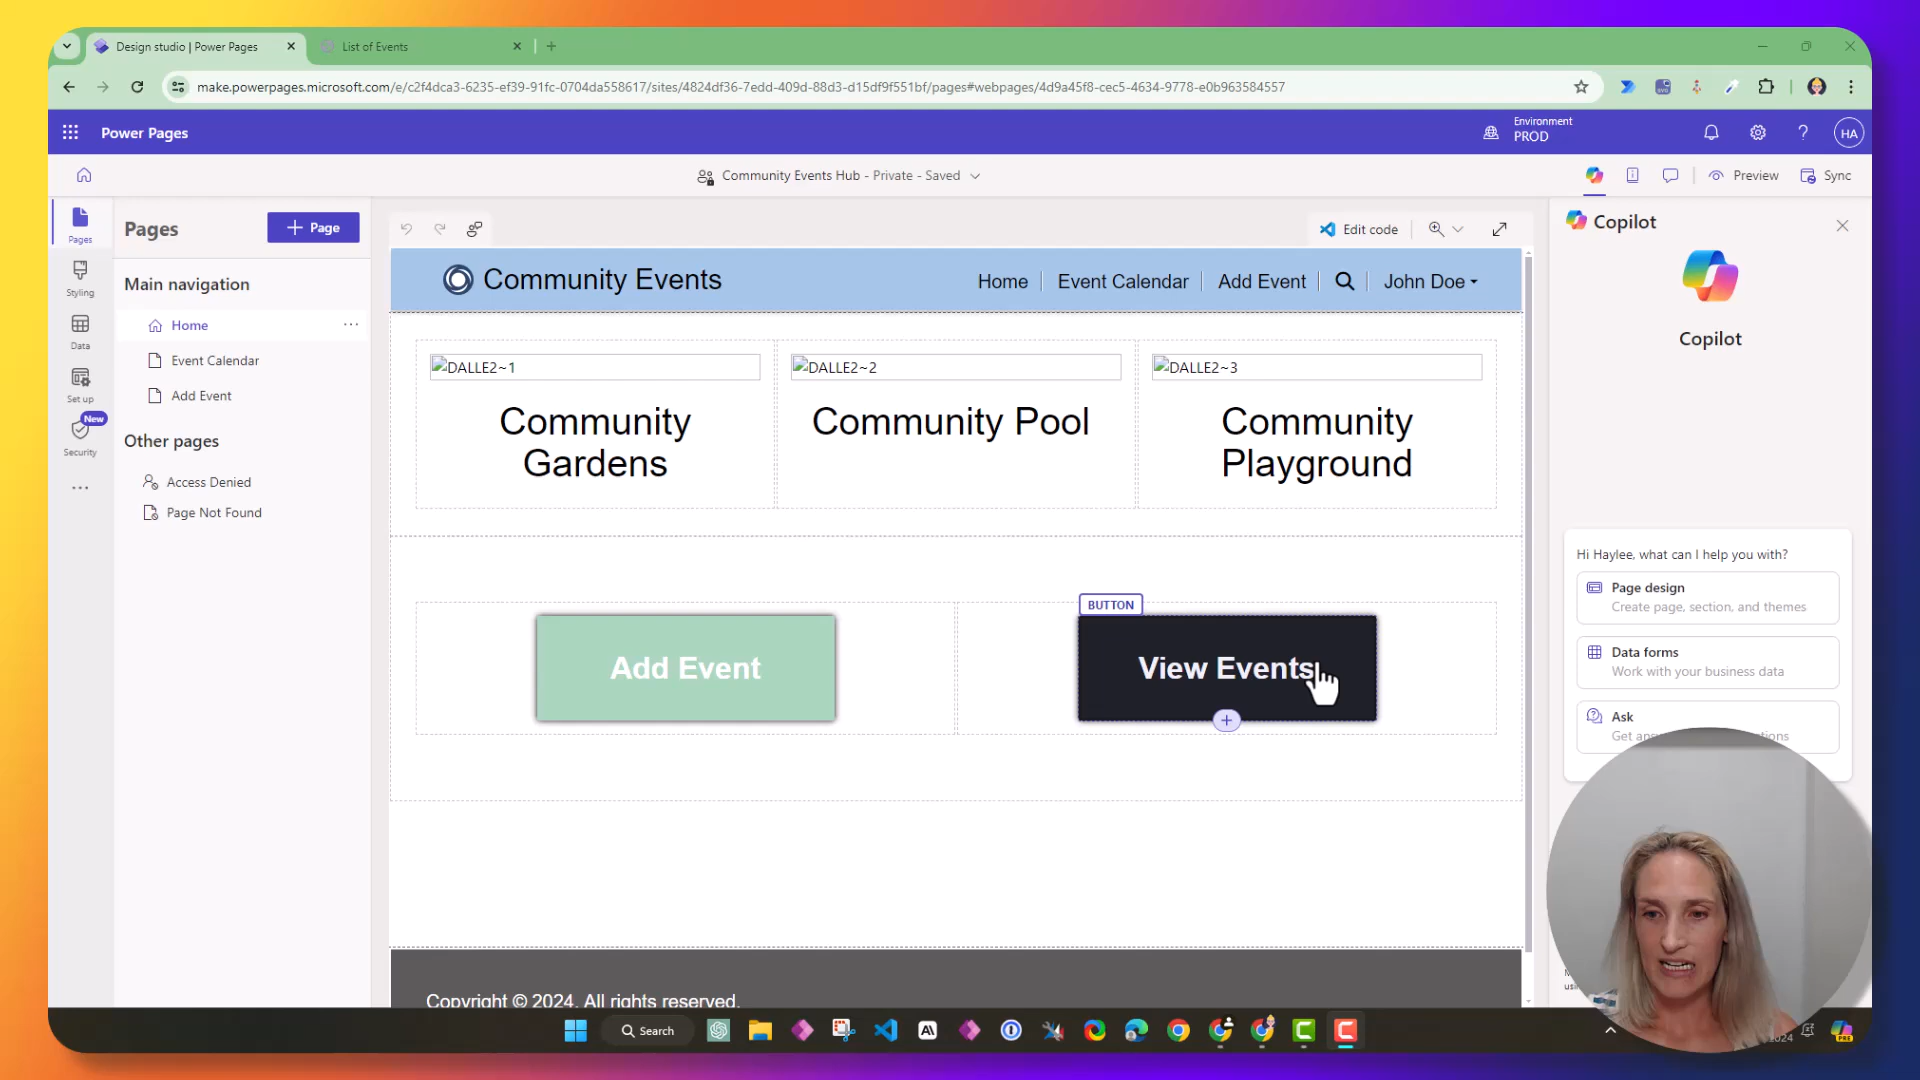 Design studio | Power Pages
List of Events
make.powerpages.microsoft.com/e/c2f4dca3-6235-ef39-91fc-0704da558617/sites/4824df36-7edd-409d-88d3-d15df9f551bf/pages#webpages/4d9a45f8-cec5-4634-9778-e0b963584557
Power Pages
Environment
PROD
HA
Community Events Hub - Private - Saved
Preview
Sync
Pages
Styling
Data
Set up
New
Security
Pages
Page
Main navigation
Home
Event Calendar
Add Event
Other pages
Access Denied
Page Not Found
Edit code
Community Events
Home
Event Calendar
Add Event
John Doe
DALLE2~1
DALLE2~2
DALLE2~3
Community
Gardens
Community Pool
Community
Playground
Add Event
BUTTON
View Events
Copyright © 2024. All rights reserved.
Copilot
Copilot
Hi Haylee, what can I help you with?
Page design
Create page, section, and themes
Data forms
Work with your business data
Ask
Get
Search
PRE